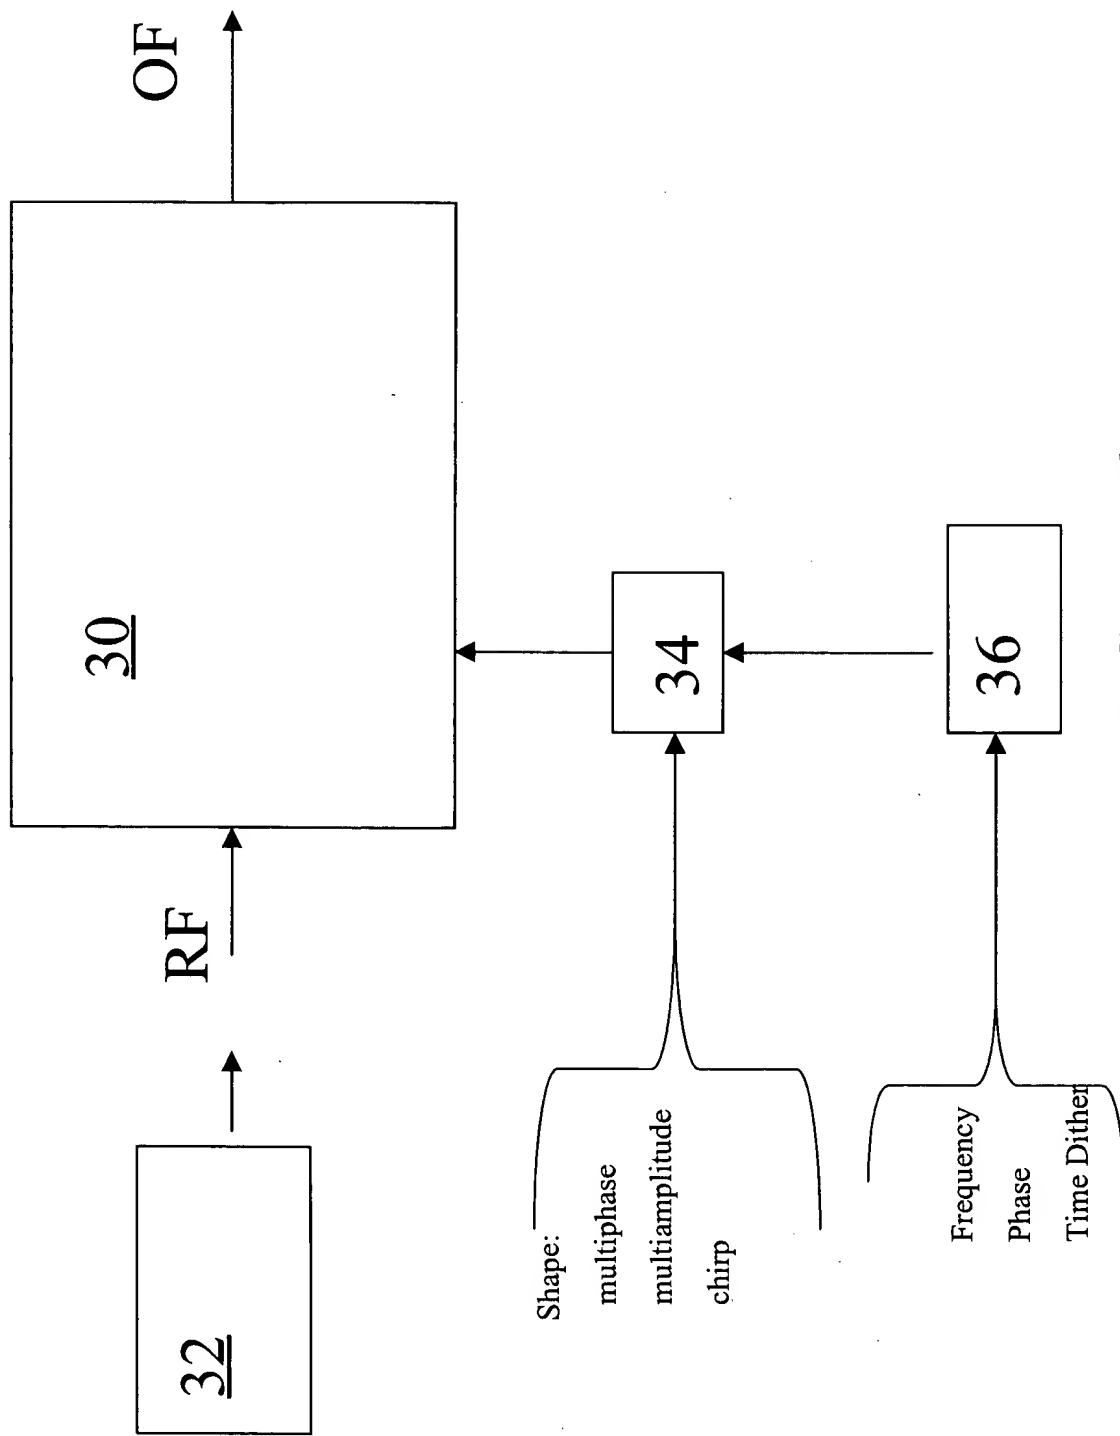 OF
30
RF
32
34
36
Shape:
multiphase
multiamplitude
chirp
Frequency
Phase
Time Dither